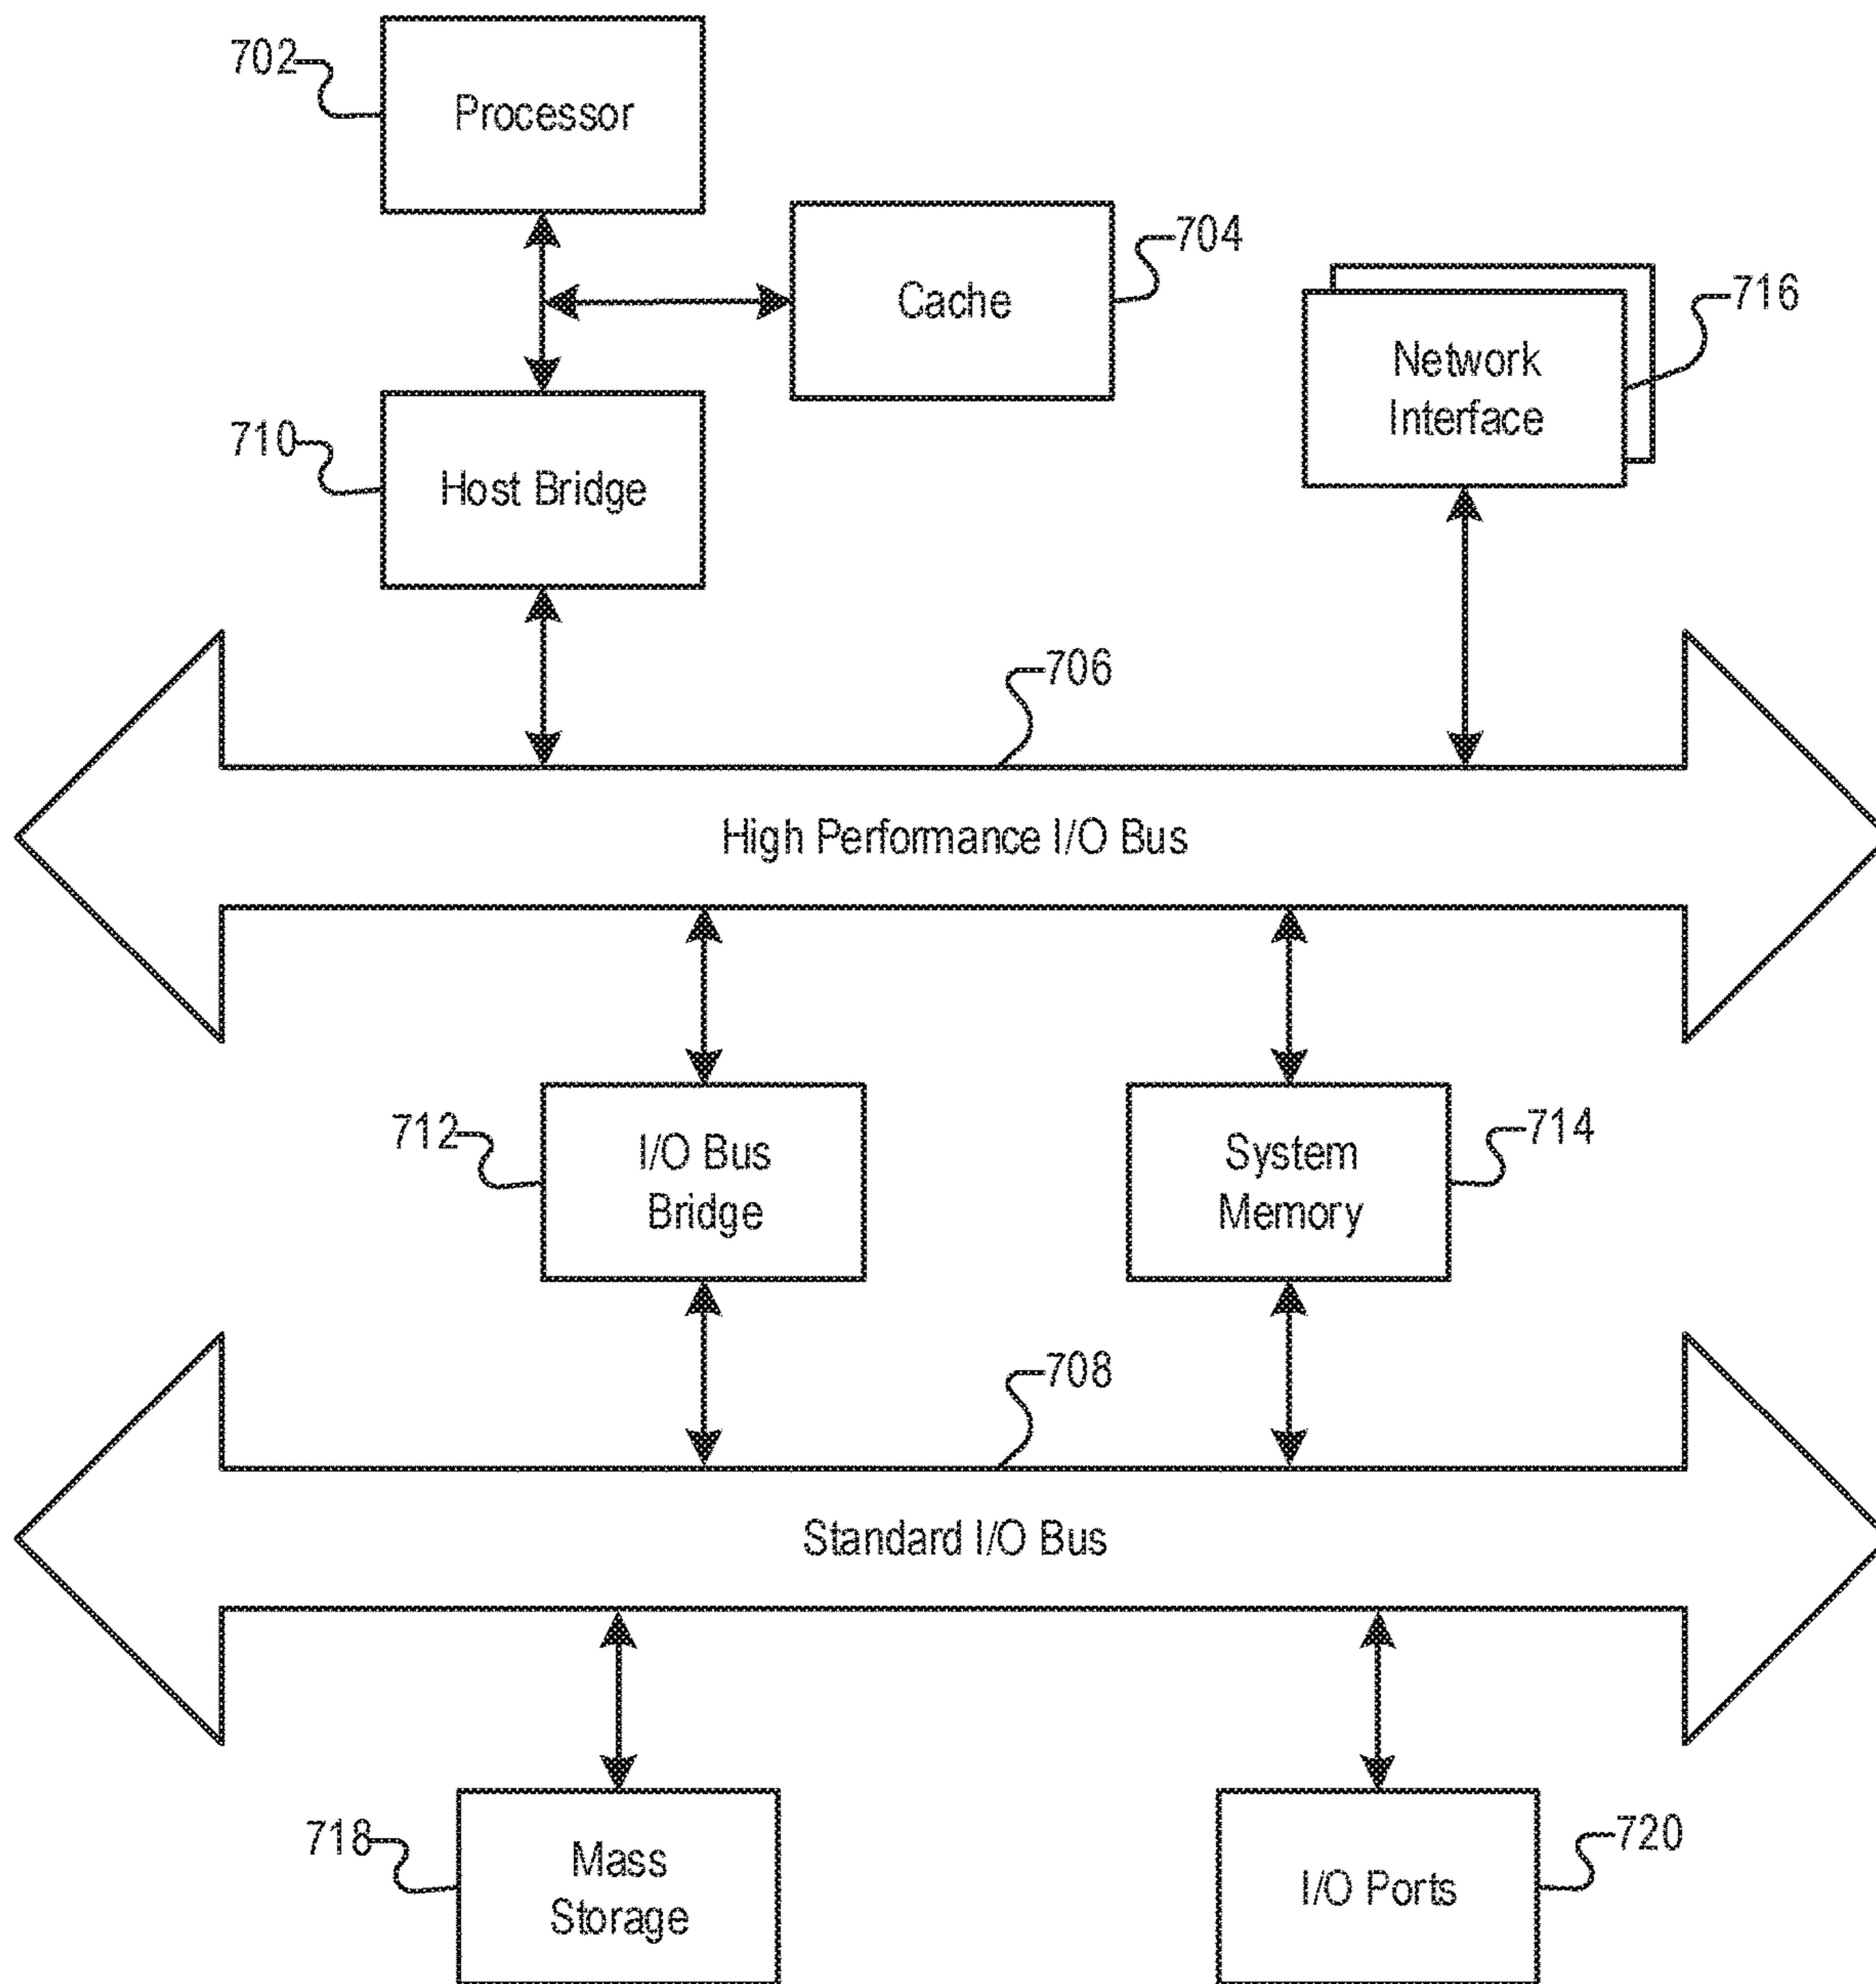 702
Processor
704
Cache
716
Network
Interface
710
Host Bridge
706
High Performance I/O Bus
712
I/O Bus
Bridge
System
Memory
714
708
Standard I/O Bus
718
Mass
Storage
I/O Ports
720